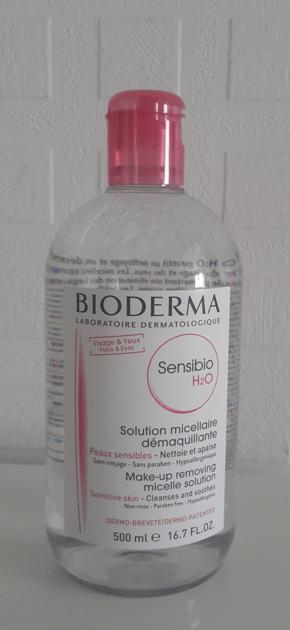 BIODERMA
LABORATOIRE DERMATOLOGIQUE
Visage & Yeux
Face & Eyes
Sensibio
H2O
Solution micellaire
démaquillante
Peaux sensibles - Nettoie et apaise
Sans rinçage - Sans paraben - Hypoallergénique
Make-up removing
micelle solution
Sensitive skin - Cleanses and soothes
Non-rinse - Paraben free - Hypoallergenic
DERMO-BREVETÉ/DERMO-PATENTED
500 ml e 16.7 FL.OZ.